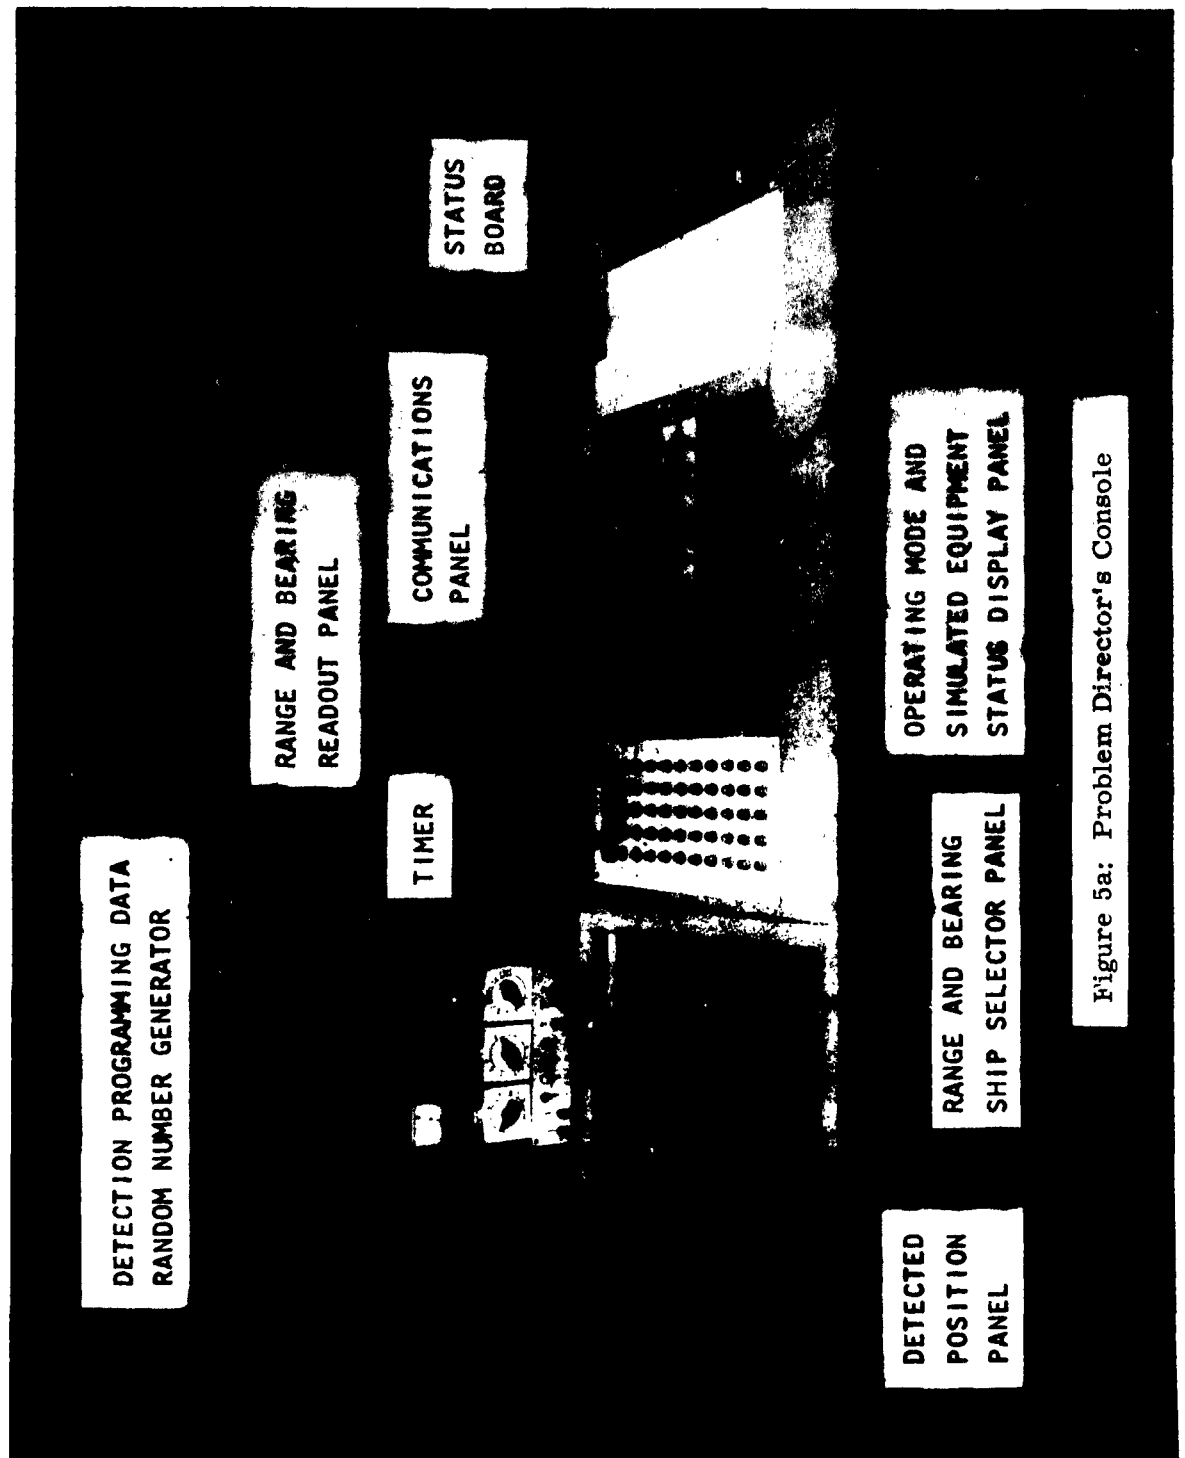 DETECTION PROGRAMMING DATA
RANDOM NUMBER GENERATOR
RANGE AND BEARING
READOUT PANEL
TIMER
COMMUNICATIONS
PANEL
STATUS
BOARD
DETECTED
POSITION
PANEL
RANGE AND BEARING
SHIP SELECTOR PANEL
OPERATING MODE AND
SIMULATED EQUIPMENT
STATUS DISPLAY PANEL
Figure 5a: Problem Director's Console